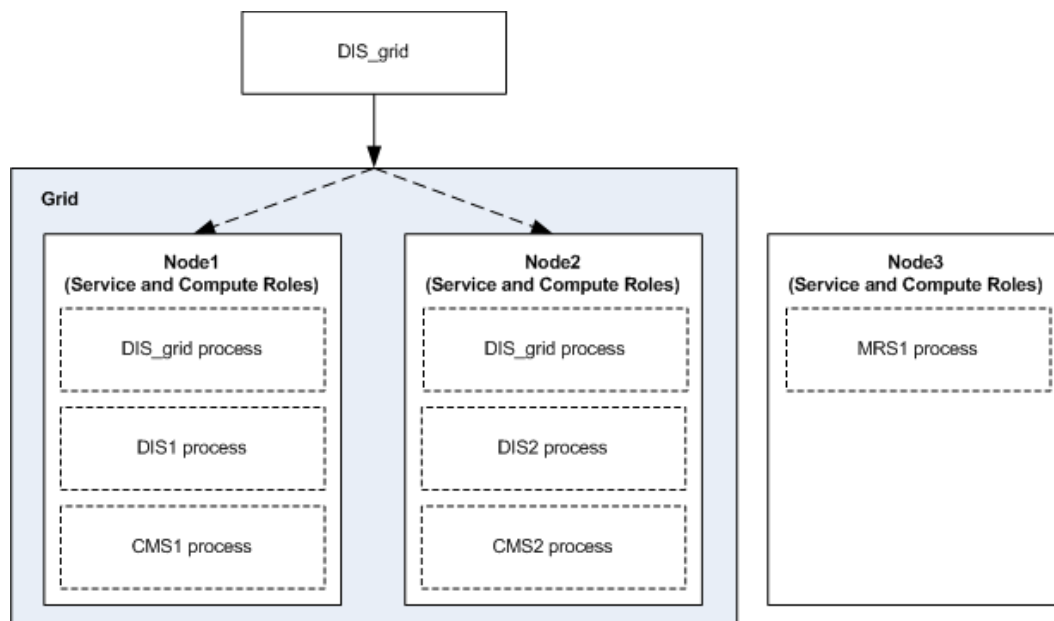 DIS_grid
Grid
Node1
(Service and Compute Roles)
DIS_grid process
DIS1 process
CMS1 process
Node2
(Service and Compute Roles)
DIS_grid process
DIS2 process
CMS2 process
Node3
(Service and Compute Roles)
MRS1 process